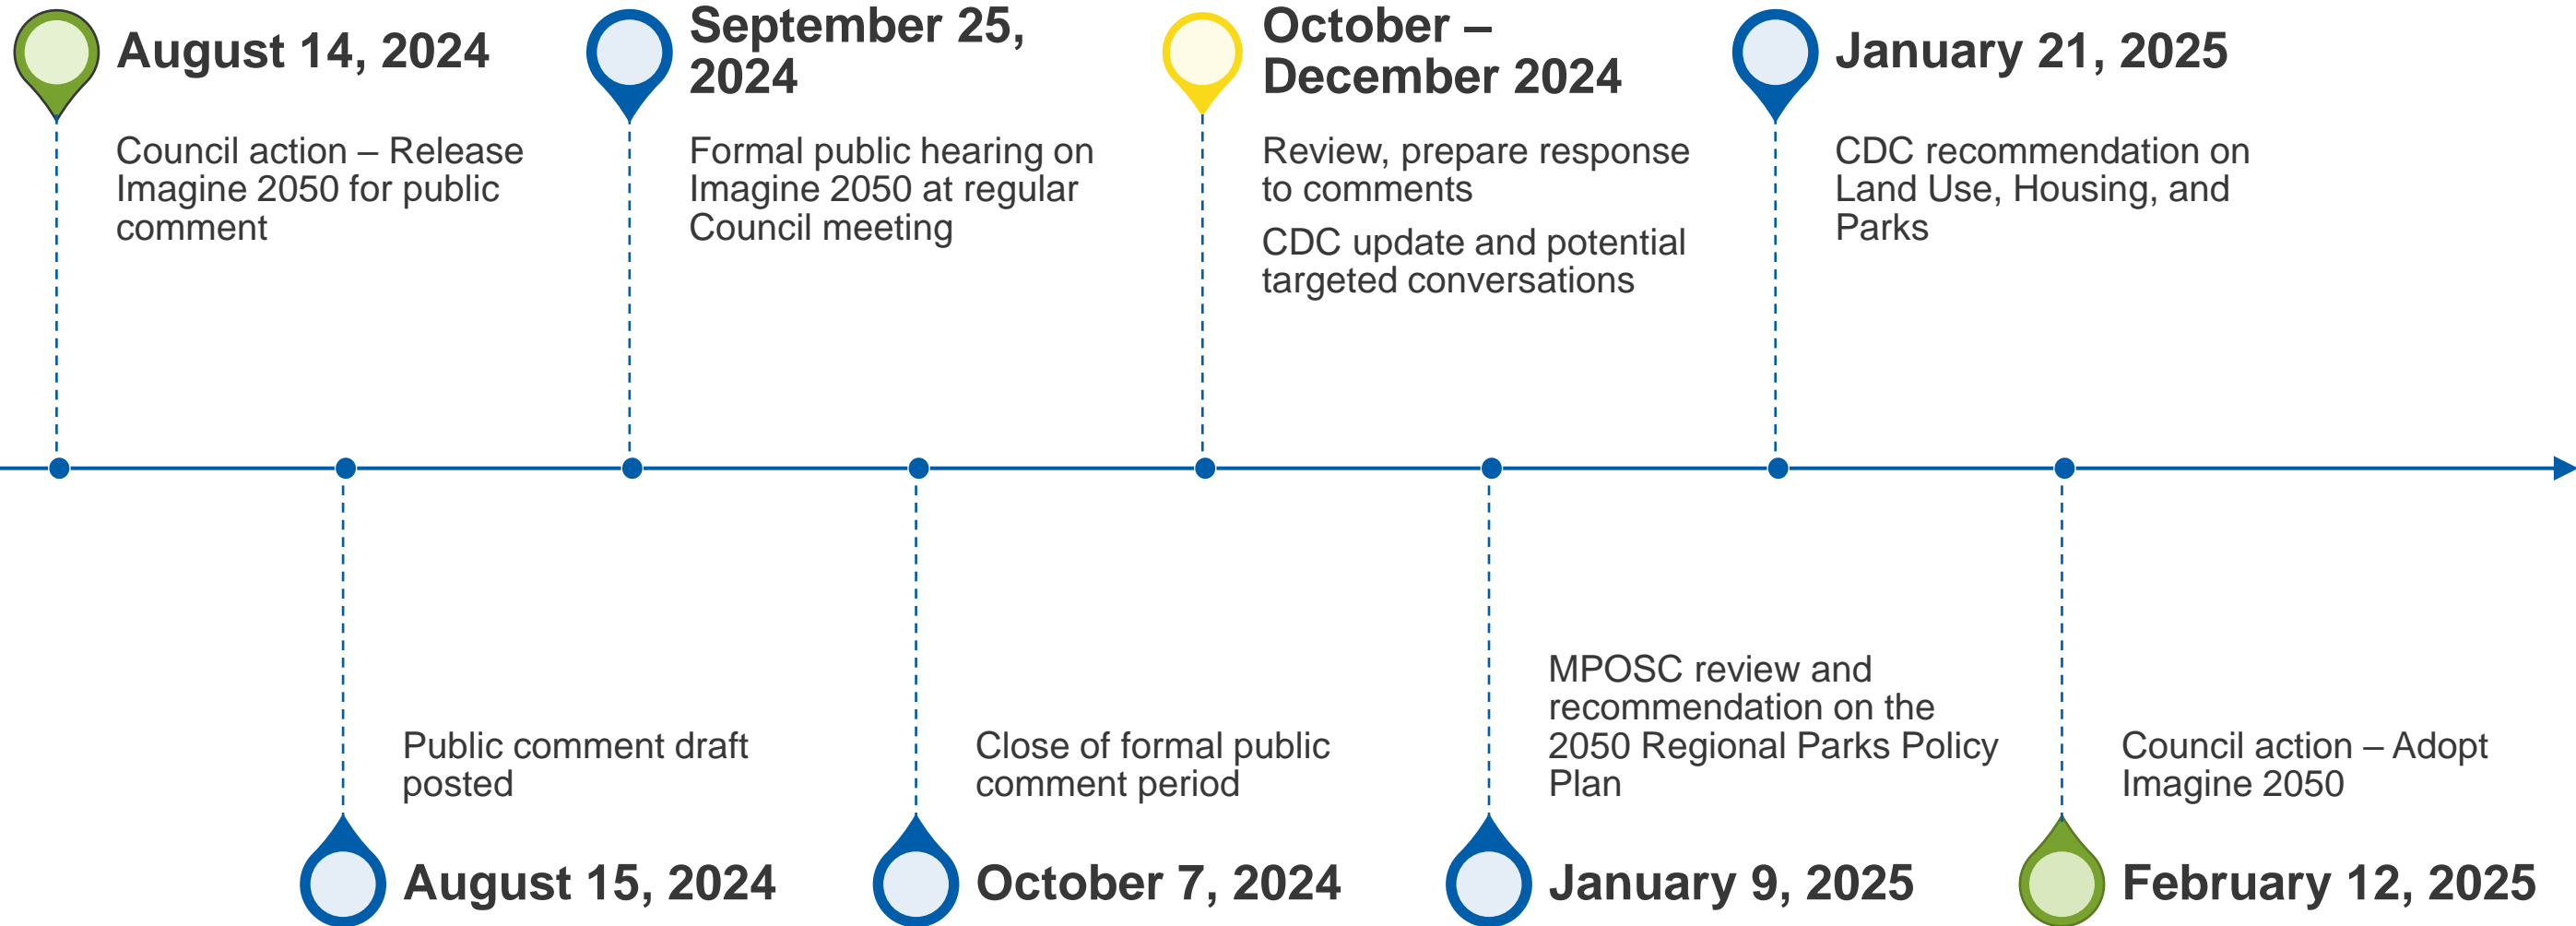 August 14, 2024
Council action – Release
Imagine 2050 for public
comment
September 25,
2024
Formal public hearing on
Imagine 2050 at regular
Council meeting
October –
December 2024
Review, prepare response
to comments
CDC update and potential
targeted conversations
January 21, 2025
CDC recommendation on
Land Use, Housing, and
Parks
Public comment draft
posted
August 15, 2024
Close of formal public
comment period
October 7, 2024
MPOSC review and
recommendation on the
2050 Regional Parks Policy
Plan
January 9, 2025
Council action – Adopt
Imagine 2050
February 12, 2025